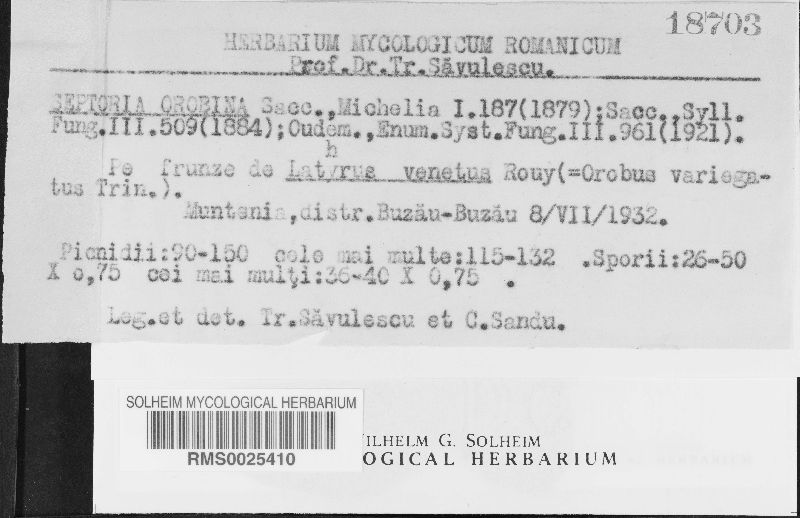 18703
HERBARIUM MYCOLOGICUM ROMANICUM
Prof.Dr.Tr.Săvulescu.
SEPTORIA OROBINA Sacc.,Michelia I.187(1879);Sacc.,Syll.
Fung.III.509(1884);Oudem.,Enum.Syst.Fung.III.961(1921).
h
Pe frunze de Latyrus venetus Rouy(=Orobus variega-
tus Trin.).
Muntenia,distr.Buzău-Buzău 8/VII/1932.
Picnidii:90-150 cele mai multe:115-132 .Sporii:26-50
X 0,75 cei mai mulţi:36-40 X 0,75 .
Leg.et det. Tr.Săvulescu et C.Sandu.
SOLHEIM MYCOLOGICAL HERBARIUM
RMS0025410
WILHELM G. SOLHEIM
OGICAL HERBARIUM